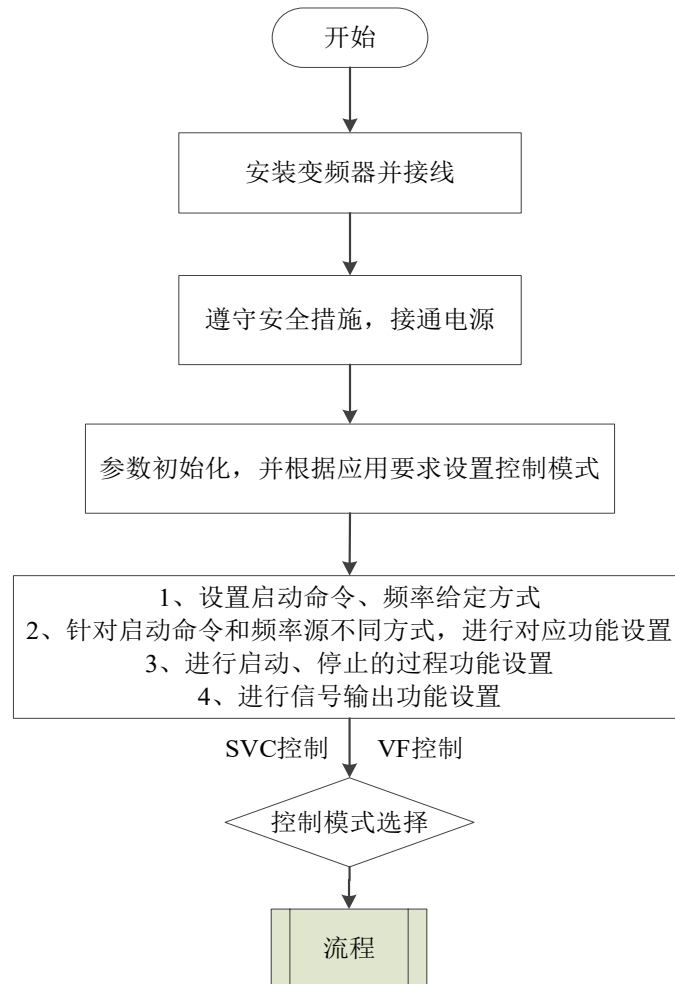 开始
安装变频器并接线
遵守安全措施，接通电源
参数初始化，并根据应用要求设置控制模式
1、设置启动命令、频率给定方式
2、针对启动命令和频率源不同方式，进行对应功能设置
3、进行启动、停止的过程功能设置
4、进行信号输出功能设置
SVC控制 VF控制
控制模式选择
流程